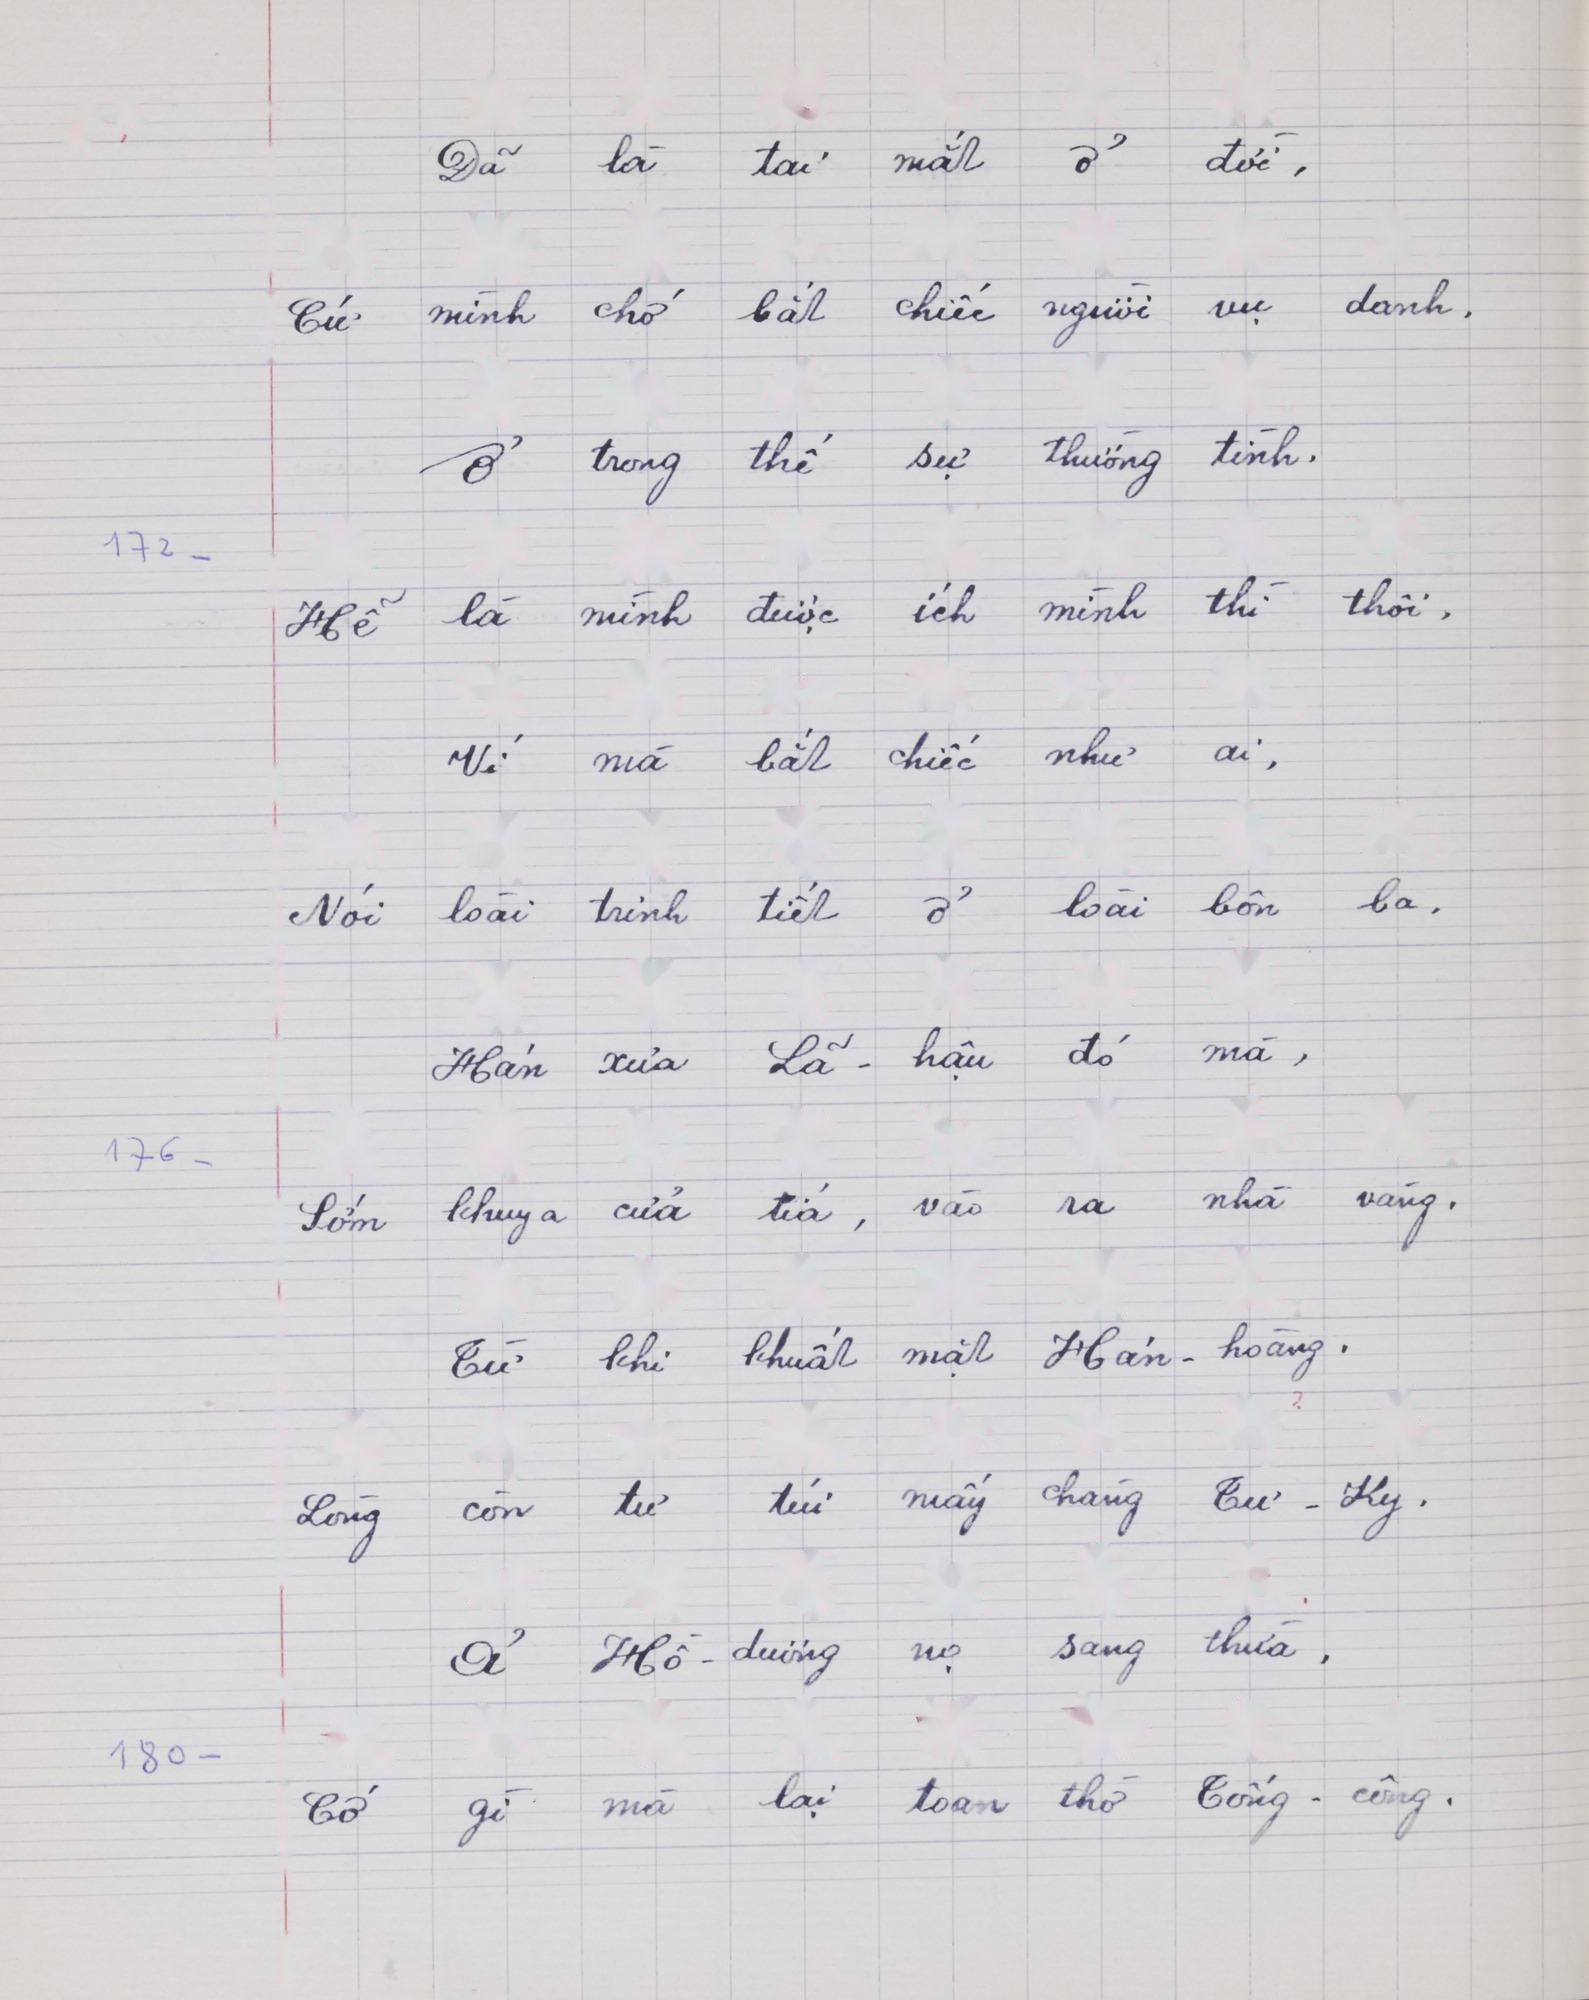 Đã là tai mắt ở đời,
Cứ mình chớ bắt chiếc người vụ danh.
Ở trong thế sự thường tình.
172 -
Hễ là mình được ích mình thì thôi,
Ví mà bắt chiếc như ai,
Nói loài trinh tiết ở loài bôn ba.
Hán xưa Lã - hậu đó mà,
176 -
Sớm khuya cửa tía, vào ra nhà vàng.
Từ khi khuất mặt Hán - hoàng.
?
Lòng còn tư túi mấy chàng Tư - Ky.
Ả Hồ - dương nọ sang thừa,
180 -
Cớ gì mà lại toan thờ Tống - công.